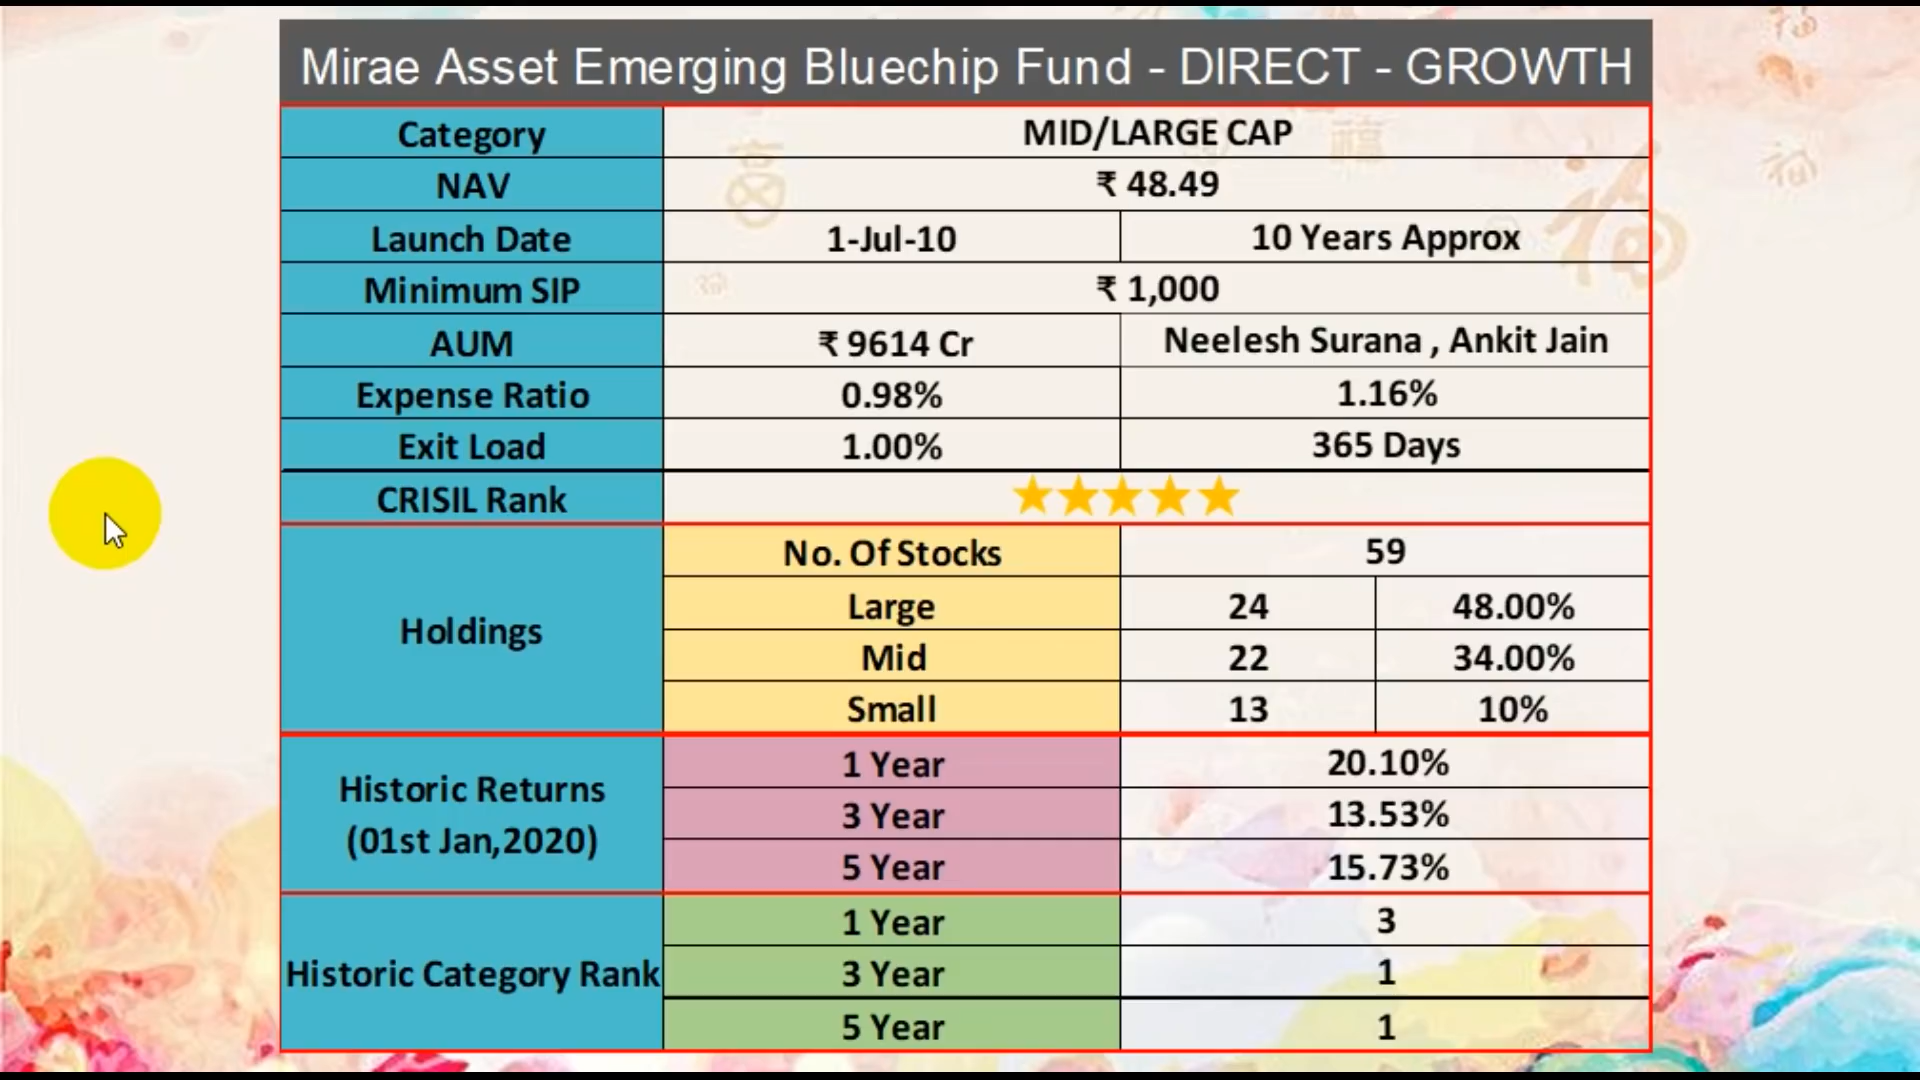 Mirae Asset Emerging Bluechip Fund - DIRECT - GROWTH
Category MID/LARGE CAP
NAV ₹ 48.49
Launch Date 1-Jul-10 10 Years Approx
Minimum SIP ₹ 1,000
AUM ₹ 9614 Cr Neelesh Surana , Ankit Jain
Expense Ratio 0.98% 1.16%
Exit Load 1.00% 365 Days
CRISIL Rank
Holdings
No. Of Stocks 59
Large 24 48.00%
Mid 22 34.00%
Small 13 10%
Historic Returns
(01st Jan,2020)
1 Year 20.10%
3 Year 13.53%
5 Year 15.73%
Historic Category Rank
1 Year 3
3 Year 1
5 Year 1